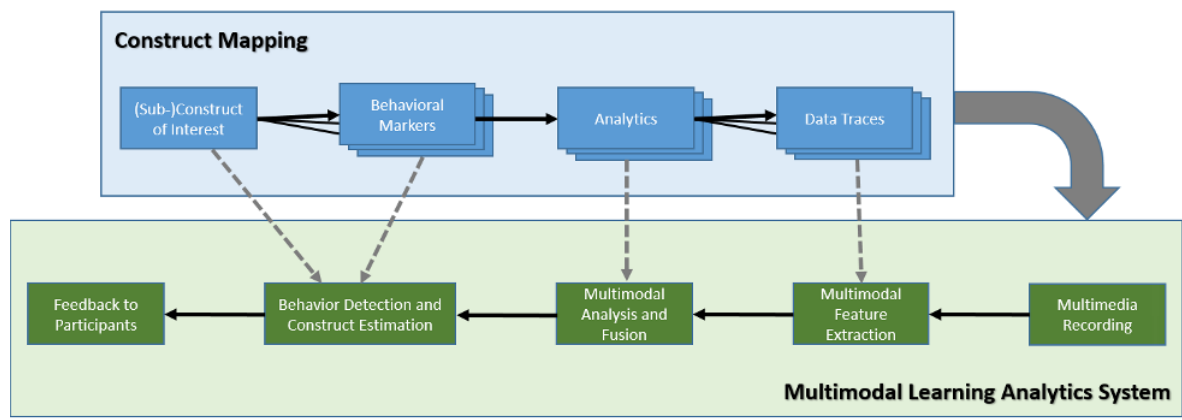 Construct Mapping
(Sub-)Construct
of Interest
Behavioral
Markers
Analytics
Data Traces
Feedback to
Participants
Behavior Detection and
Construct Estimation
Multimodal
Analysis and
Fusion
Multimodal
Feature
Extraction
Multimedia
Recording
Multimodal Learning Analytics System